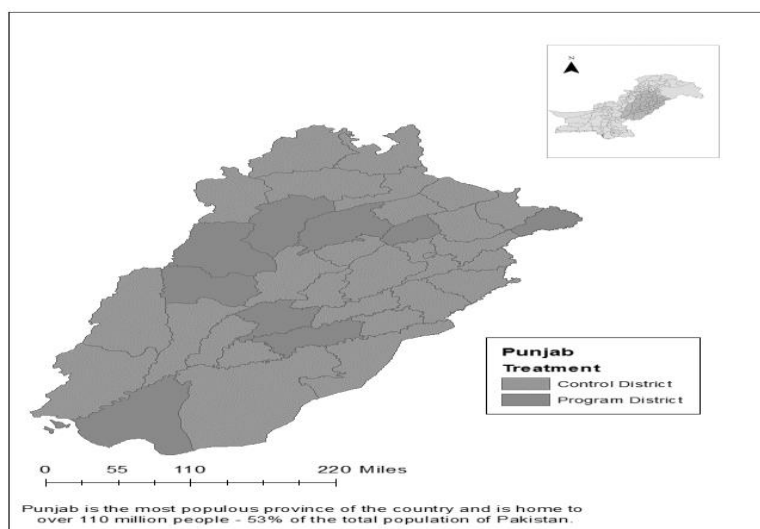 N
Punjab
Treatment
Control District
Program District
0 55 110 220 Miles
Punjab is the most populous province of the country and is home to
over 110 million people - 53% of the total population of Pakistan.